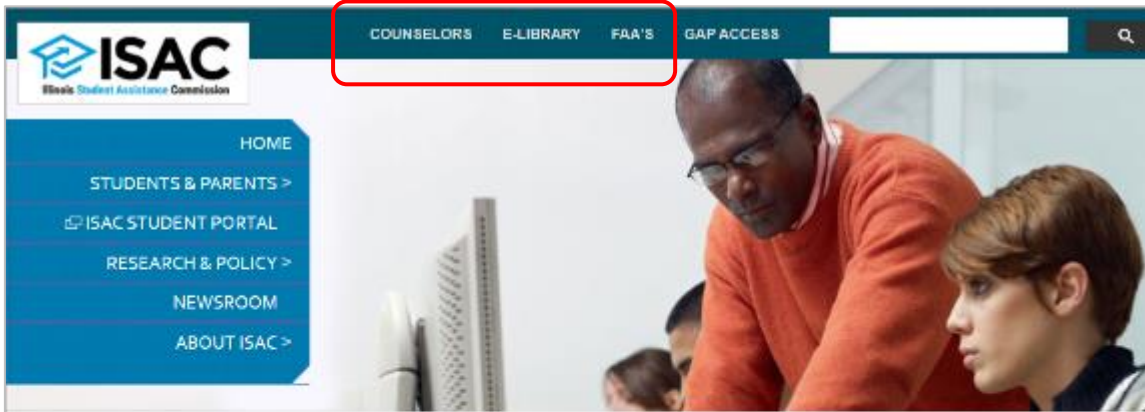 COUNSELORS E-LIBRARY FAA'S GAP ACCESS
ISAC
Illinois Student Assistance Commission
HOME
STUDENTS & PARENTS >
ISAC STUDENT PORTAL
RESEARCH & POLICY >
NEWSROOM
ABOUT ISAC >